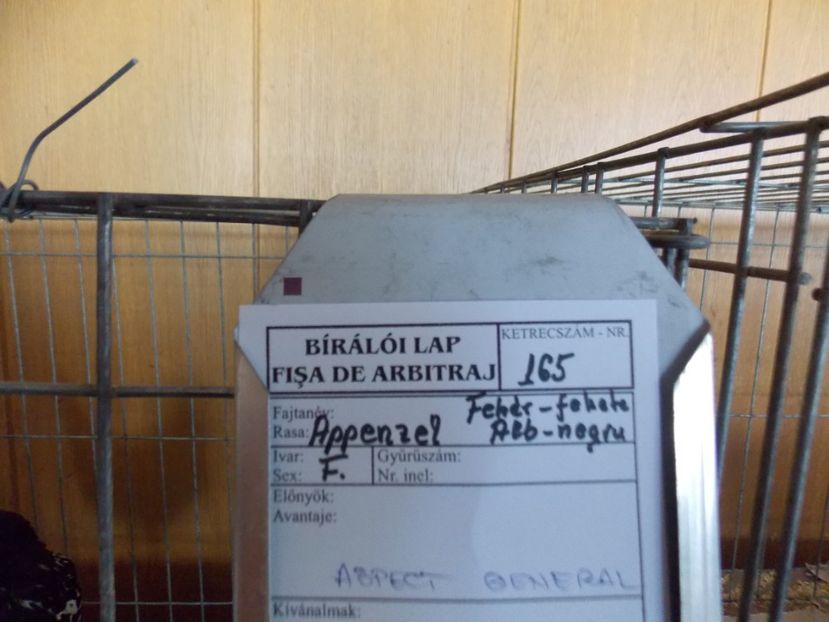 BÍRÁLÓI LAP
FIŞA DE ARBITRAJ
KETRECSZÁM - NR.
165
Fajtanév:
Rasa: Appenzel
Fehér-fekete
Alb-negru
Ivar:
Sex: F.
Gyűrűszám:
Nr. inel:
Előnyök:
Avantaje:
ASPECT GENERAL
Kívánalmak: